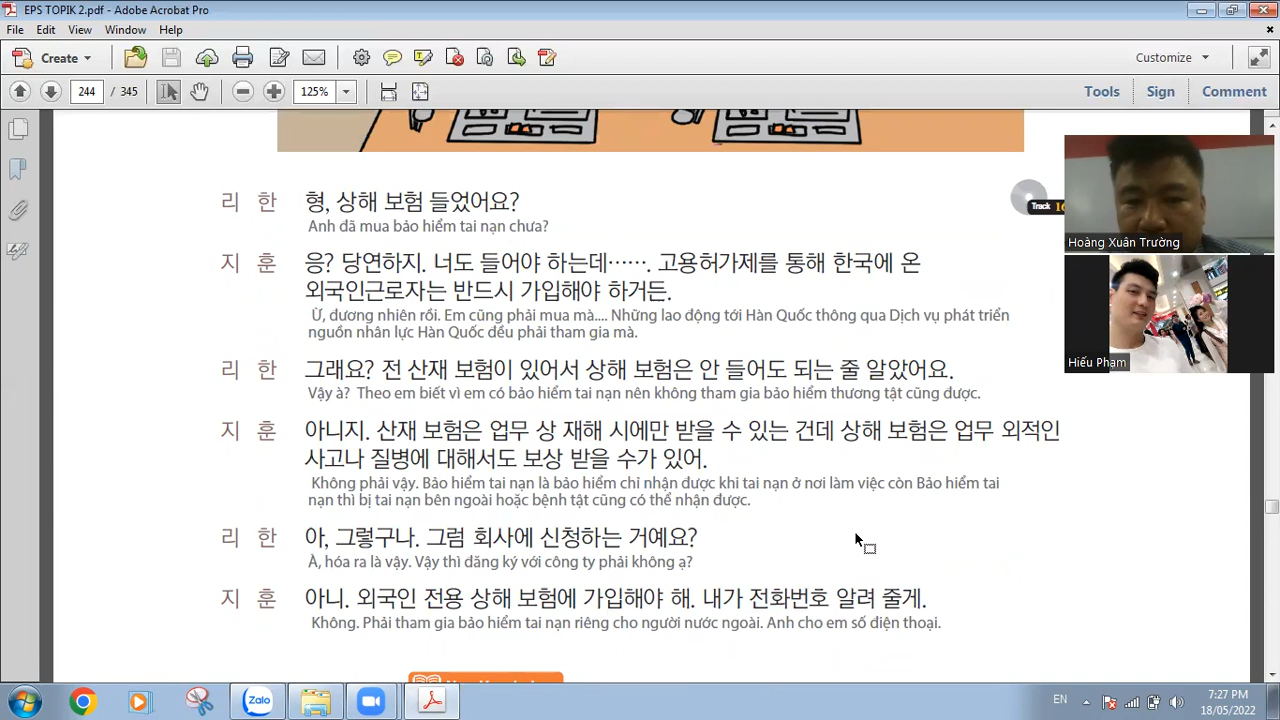 EPS TOPIK 2.pdf - Adobe Acrobat Pro
File Edit View Window Help
Create Customize
244 / 345 125% Tools Sign Comment
리 한 형, 상해 보험 들었어요?
Anh đã mua bảo hiểm tai nạn chưa?
Track
지 훈 응? 당연하지. 너도 들어야 하는데……. 고용허가제를 통해 한국에 온
외국인근로자는 반드시 가입해야 하거든.
Ừ, đương nhiên rồi. Em cũng phải mua mà.... Những lao động tới Hàn Quốc thông qua Dịch vụ phát triển
nguồn nhân lực Hàn Quốc đều phải tham gia mà.
리 한 그래요? 전 산재 보험이 있어서 상해 보험은 안 들어도 되는 줄 알았어요.
Vậy à? Theo em biết vì em có bảo hiểm tai nạn nên không tham gia bảo hiểm thương tật cũng được.
지 훈 아니지. 산재 보험은 업무 상 재해 시에만 받을 수 있는 건데 상해 보험은 업무 외적인
사고나 질병에 대해서도 보상 받을 수가 있어.
Không phải vậy. Bảo hiểm tai nạn là bảo hiểm chỉ nhận được khi tai nạn ở nơi làm việc còn Bảo hiểm tai
nạn thì bị tai nạn bên ngoài hoặc bệnh tật cũng có thể nhận được.
리 한 아, 그렇구나. 그럼 회사에 신청하는 거예요?
À, hóa ra là vậy. Vậy thì đăng ký với công ty phải không ạ?
지 훈 아니. 외국인 전용 상해 보험에 가입해야 해. 내가 전화번호 알려 줄게.
Không. Phải tham gia bảo hiểm tai nạn riêng cho người nước ngoài. Anh cho em số điện thoại.
Hoàng Xuân Trường
Hiếu Phạm
Zalo
EN
7:27 PM
18/05/2022